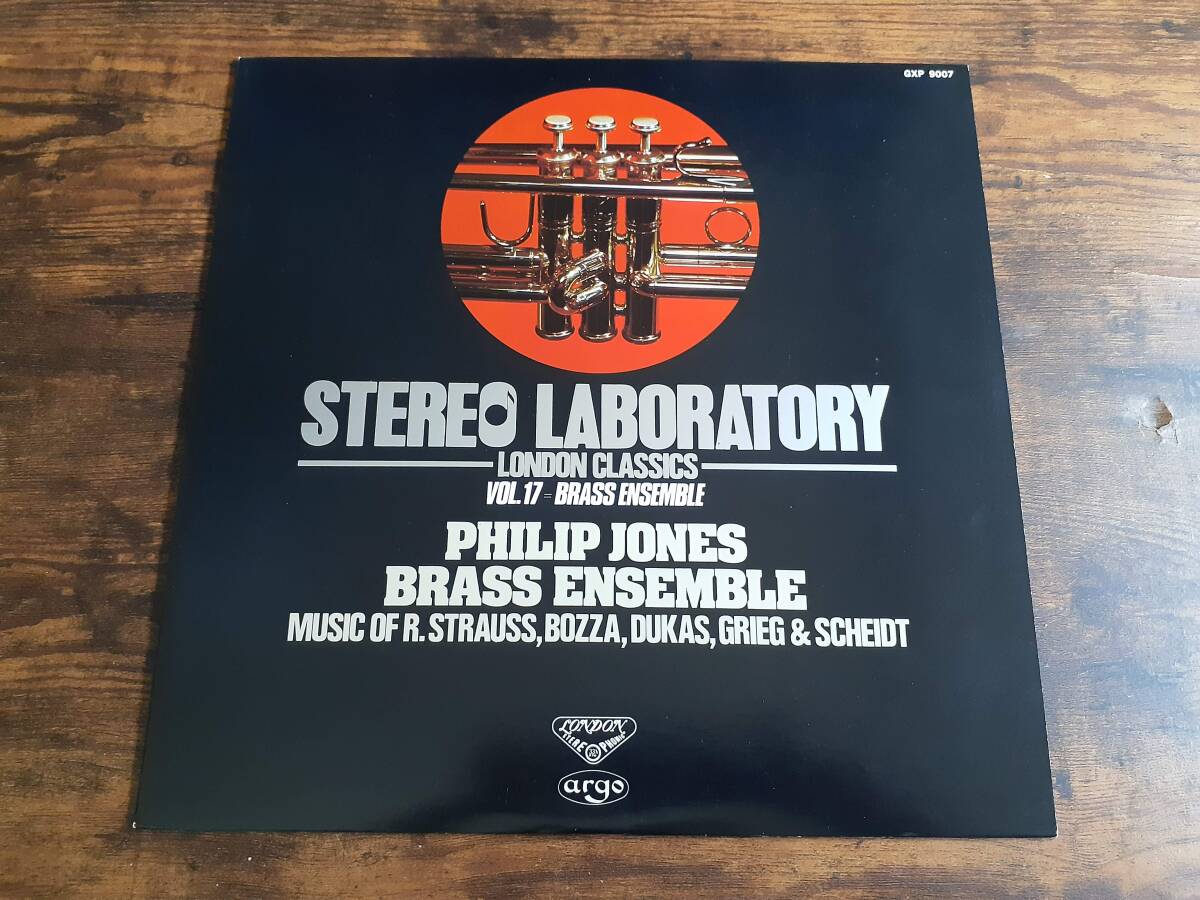 GXP 9007
STEREO LABORATORY
LONDON CLASSICS
VOL.17=BRASS ENSEMBLE
PHILIP JONES
BRASS ENSEMBLE
MUSIC OF R. STRAUSS, BOZZA, DUKAS, GRIEG & SCHEIDT
LONDON
STEREOPHONIC
argo